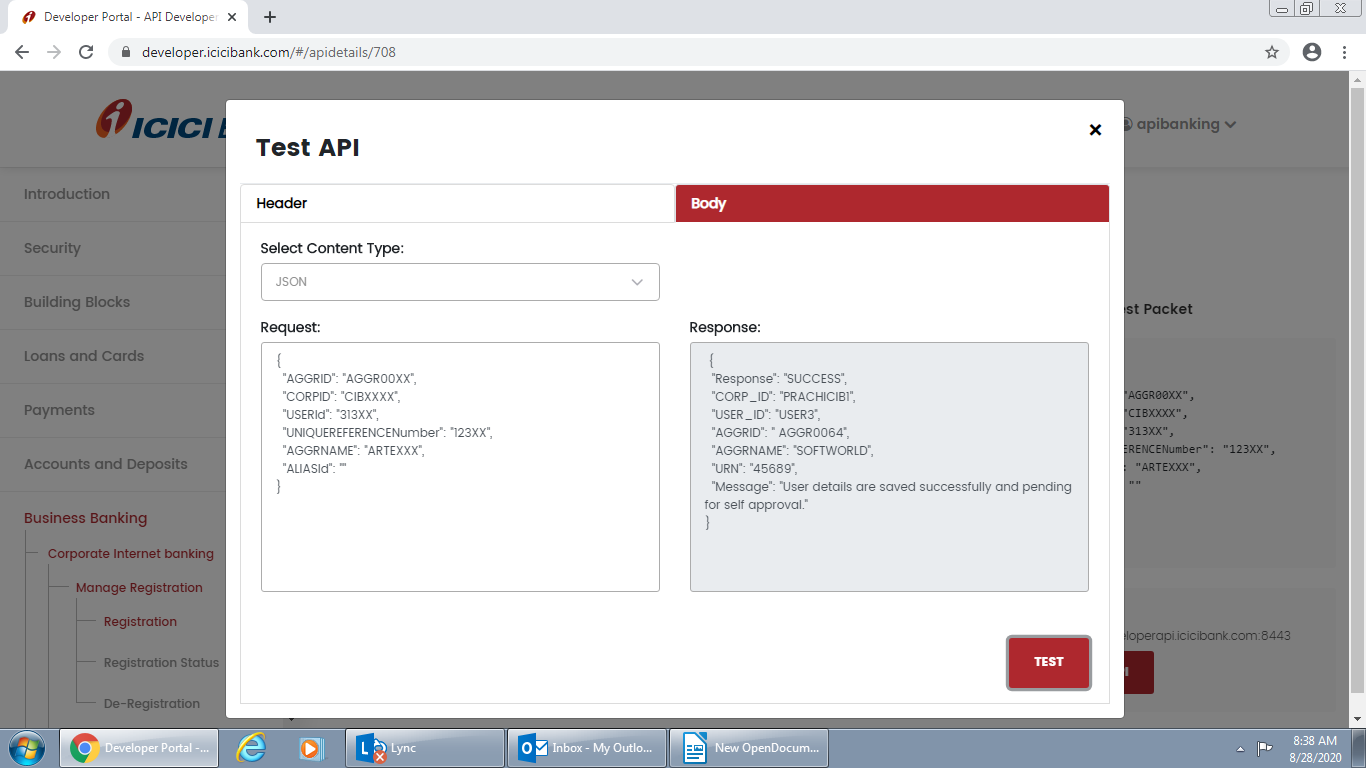 Developer Portal - API Developer
developer.icicibank.com/#/apidetails/708
ICICI
apibanking
Test API
Header
Body
Introduction
Security
Building Blocks
Loans and Cards
Payments
Accounts and Deposits
Business Banking
Corporate Internet banking
Manage Registration
Registration
Registration Status
De-Registration
Select Content Type:
JSON
Request:
{
"AGGRID": "AGGR00XX",
"CORPID": "CIBXXXX",
"USERId": "313XX",
"UNIQUEREFERENCENumber": "123XX",
"AGGRNAME": "ARTEXXX",
"ALIASId": ""
}
Response:
{
"Response": "SUCCESS",
"CORP_ID": "PRACHICIB1",
"USER_ID": "USER3",
"AGGRID": " AGGR0064",
"AGGRNAME": "SOFTWORLD",
"URN": "45689",
"Message": "User details are saved successfully and pending
for self approval."
}
TEST
est Packet
"AGGR00XX",
"CIBXXXX",
"313XX",
ERENCENumber": "123XX",
: "ARTEXXX",
""
eloperapi.icicibank.com:8443
Developer Portal -...
Lync
Inbox - My Outlo...
New OpenDocum...
8:38 AM
8/28/2020